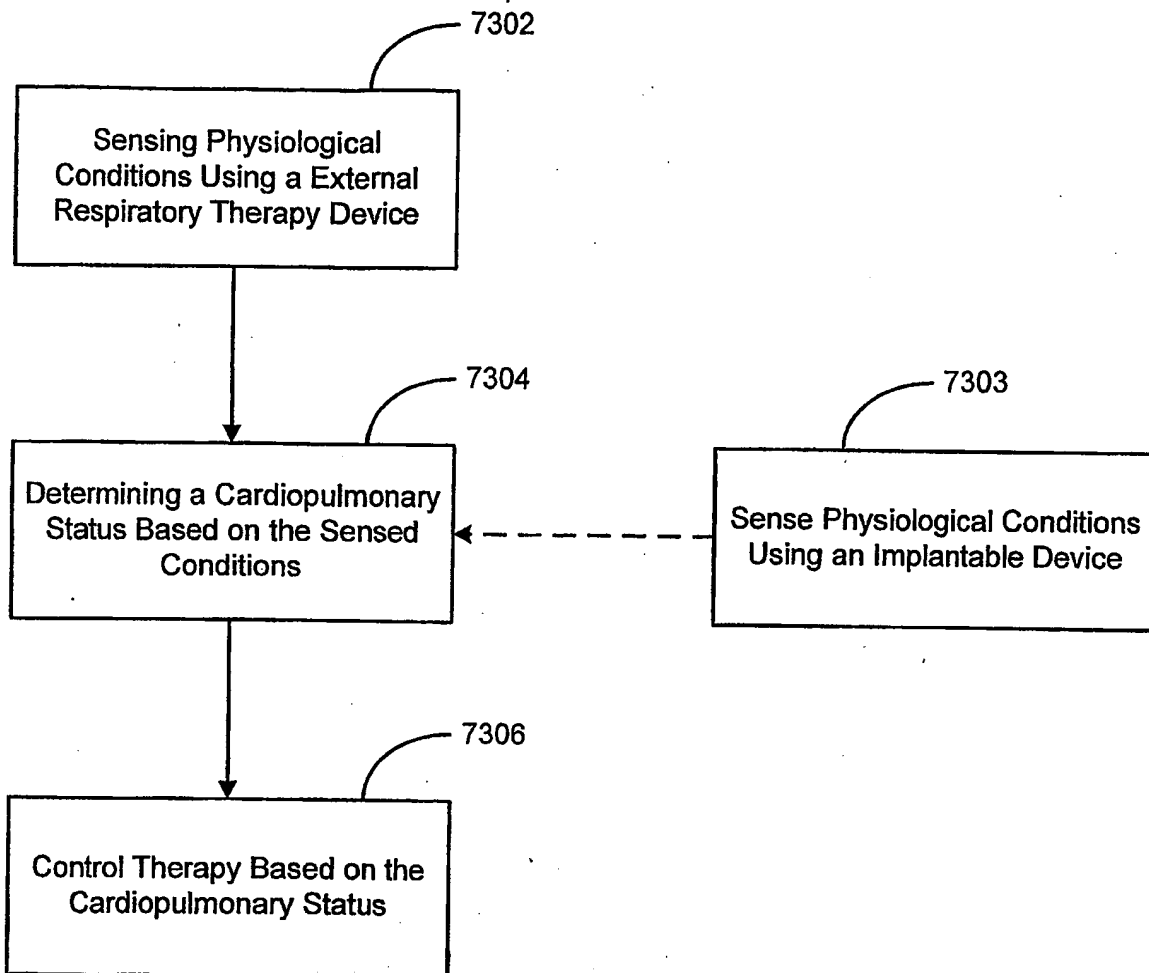 7302
Sensing Physiological
Conditions Using a External
Respiratory Therapy Device
7304
7303
Determining a Cardiopulmonary
Status Based on the Sensed
Conditions
Sense Physiological Conditions
Using an Implantable Device
7306
Control Therapy Based on the
Cardiopulmonary Status